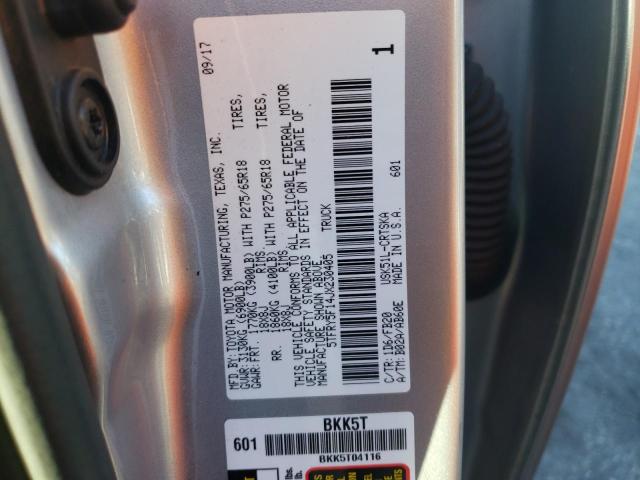 MFD.BY:TOYOTA MOTOR MANUFACTURING, TEXAS, INC. 09/17
GVWR: 3130KG (6900LB)
GAWR: FRT. 1770KG (3900LB) WITH P275/65R18 TIRES,
18X8J RIMS,
RR. 1860KG (4100LB) WITH P275/65R18 TIRES,
18X8J RIMS
THIS VEHICLE CONFORMS TO ALL APPLICABLE FEDERAL MOTOR
VEHICLE SAFETY STANDARDS IN EFFECT ON THE DATE OF
MANUFACTURE SHOWN ABOVE.
5TFRY5F14JX230405 TRUCK
1
601
C/TR:1D6/FB20 USK51L-CRTSKA
A/TM:B02A/AB60E MADE IN U.S.A.
BKK5T
601
BKK5T04116
lbs.